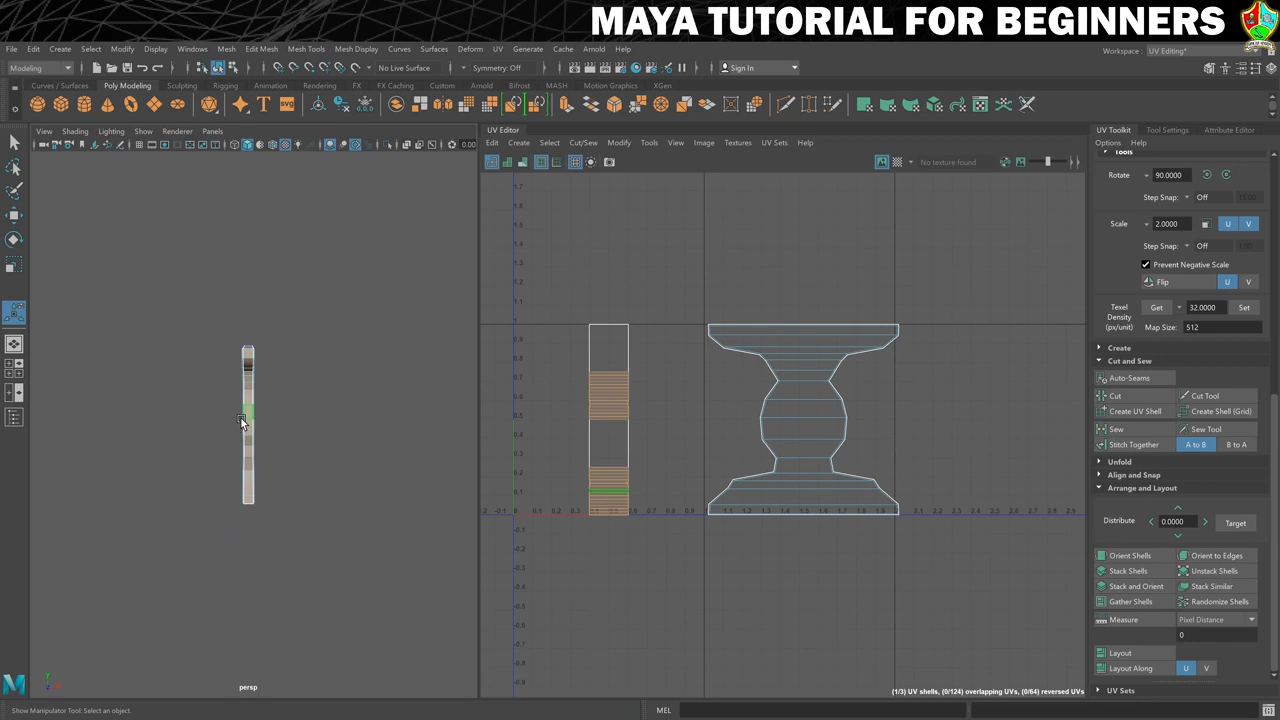 MAYA TUTORIAL FOR BEGINNERS
File Edit Create Select Modify Display Windows Mesh Edit Mesh Mesh Tools Mesh Display Curves Surfaces Deform UV Generate Cache Arnold Help
Workspace : UV Editing*
Modeling
No Live Surface
Symmetry: Off
Sign In
Curves / Surfaces Poly Modeling Sculpting Rigging Animation Rendering FX FX Caching Custom Arnold Bifrost MASH Motion Graphics XGen
View Shading Lighting Show Renderer Panels
0.00
persp
UV Editor
Edit Create Select Cut/Sew Modify Tools View Image Textures UV Sets Help
No texture found
(1/3) UV shells, (0/124) overlapping UVs, (0/64) reversed UVs
UV Toolkit Tool Settings Attribute Editor
Options Help
Tools
Rotate 90.0000
Step Snap: Off 15.00
Scale 2.0000 U V
Step Snap: Off 1.00
Prevent Negative Scale
Flip U V
Texel Density (px/unit) Get 32.0000 Set
Map Size: 512
Create
Cut and Sew
Auto-Seams
Cut Cut Tool
Create UV Shell Create Shell (Grid)
Sew Sew Tool
Stitch Together A to B B to A
Unfold
Align and Snap
Arrange and Layout
Distribute 0.0000 Target
Orient Shells Orient to Edges
Stack Shells Unstack Shells
Stack and Orient Stack Similar
Gather Shells Randomize Shells
Measure Pixel Distance
0
Layout
Layout Along U V
UV Sets
Show Manipulator Tool: Select an object.
MEL